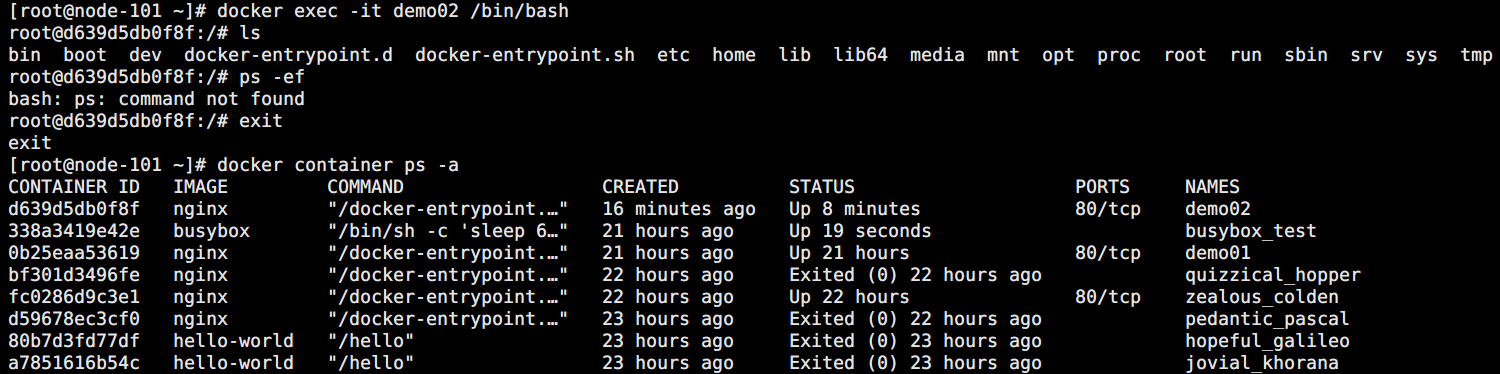 [root@node-101 ~]# docker exec -it demo02 /bin/bash
root@d639d5db0f8f:/# ls
bin  boot  dev  docker-entrypoint.d  docker-entrypoint.sh  etc  home  lib  lib64  media  mnt  opt  proc  root  run  sbin  srv  sys  tmp
root@d639d5db0f8f:/# ps -ef
bash: ps: command not found
root@d639d5db0f8f:/# exit
exit
[root@node-101 ~]# docker container ps -a
CONTAINER ID   IMAGE         COMMAND                  CREATED          STATUS                    PORTS     NAMES
d639d5db0f8f   nginx         "/docker-entrypoint.…"   16 minutes ago   Up 8 minutes              80/tcp    demo02
338a3419e42e   busybox       "/bin/sh -c 'sleep 6…"   21 hours ago     Up 19 seconds                       busybox_test
0b25eaa53619   nginx         "/docker-entrypoint.…"   21 hours ago     Up 21 hours               80/tcp    demo01
bf301d3496fe   nginx         "/docker-entrypoint.…"   22 hours ago     Exited (0) 22 hours ago             quizzical_hopper
fc0286d9c3e1   nginx         "/docker-entrypoint.…"   22 hours ago     Up 22 hours               80/tcp    zealous_colden
d59678ec3cf0   nginx         "/docker-entrypoint.…"   23 hours ago     Exited (0) 22 hours ago             pedantic_pascal
80b7d3fd77df   hello-world   "/hello"                 23 hours ago     Exited (0) 23 hours ago             hopeful_galileo
a7851616b54c   hello-world   "/hello"                 23 hours ago     Exited (0) 23 hours ago             jovial_khorana